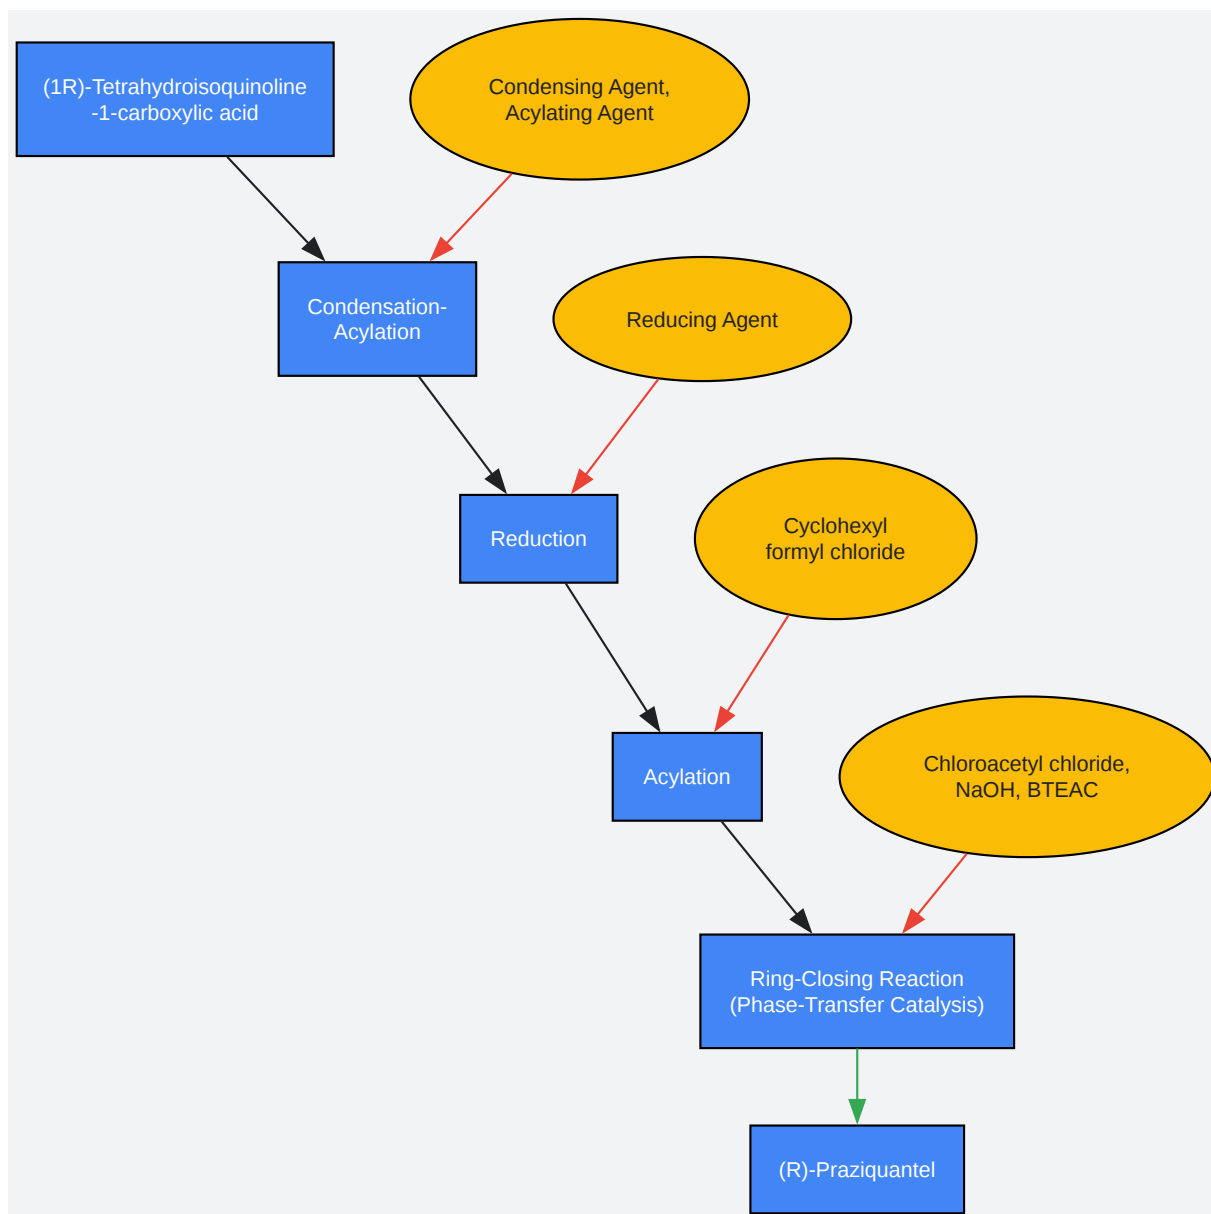 (1R)-Tetrahydroisoquinoline
-1-carboxylic acid
Condensing Agent,
Acylating Agent
Condensation-
Acylation
Reducing Agent
Reduction
Cyclohexyl
formyl chloride
Acylation
Chloroacetyl chloride,
NaOH, BTEAC
Ring-Closing Reaction
(Phase-Transfer Catalysis)
(R)-Praziquantel